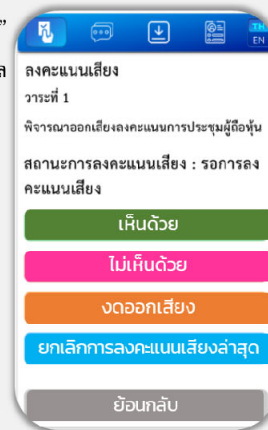 ”
TH
EN
ล
ลงคะแนนเสียง
วาระที่ 1
พิจารณาออกเสียงลงคะแนนการประชุมผู้ถือหุ้น
สถานะการลงคะแนนเสียง : รอการลง
คะแนนเสียง
เห็นด้วย
ไม่เห็นด้วย
งดออกเสียง
ยกเลิกการลงคะแนนเสียงล่าสุด
ย้อนกลับ